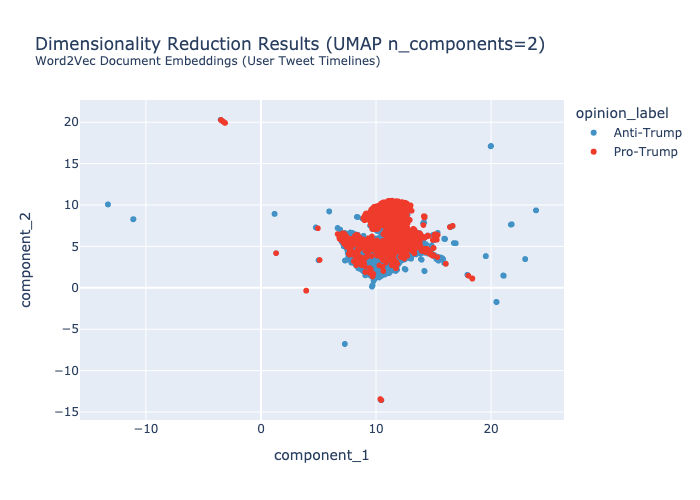 Dimensionality Reduction Results (UMAP n_components=2)
Word2Vec Document Embeddings (User Tweet Timelines)
opinion_label
Anti-Trump
Pro-Trump
component_2
20
15
10
5
0
−5
−10
−15
−10
0
10
20
component_1